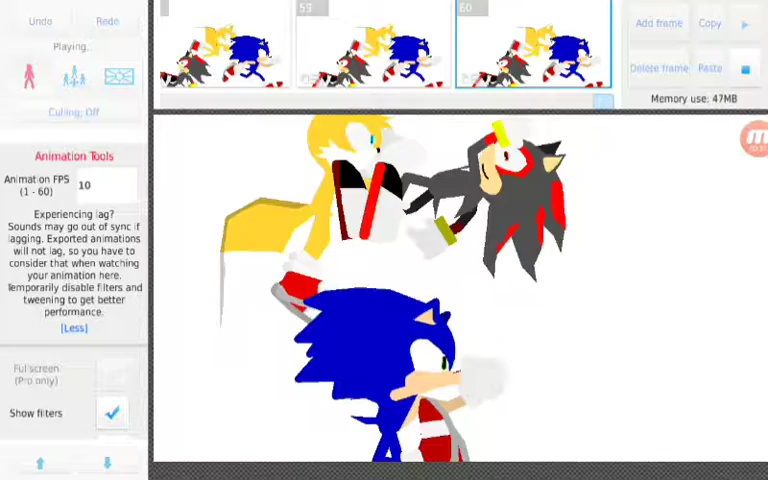 Undo Redo
Playing..
Culling: Off
Animation Tools
Animation FPS
(1 - 60)
10
Experiencing lag?
Sounds may go out of sync if
lagging. Exported animations
will not lag, so you have to
consider that when watching
your animation here.
Temporarily disable filters and
tweening to get better
performance.
[Less]
Full screen
(Pro only)
Show filters
59
60
Add frame Copy
Delete frame Paste
Memory use: 47MB